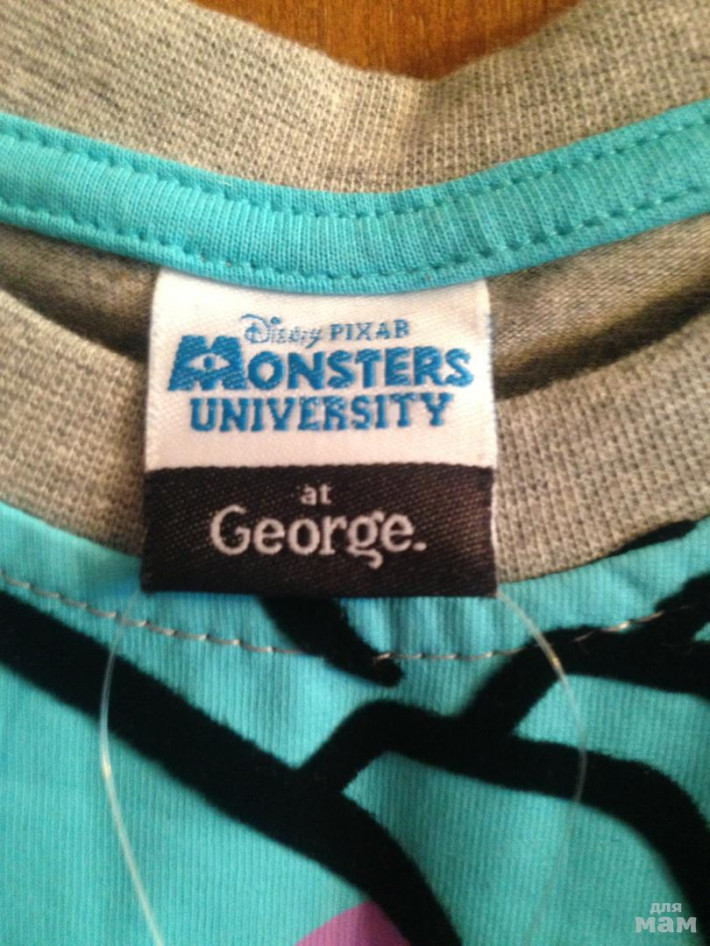 Disney PIXAR
MONSTERS
UNIVERSITY
at
George.
для
мам